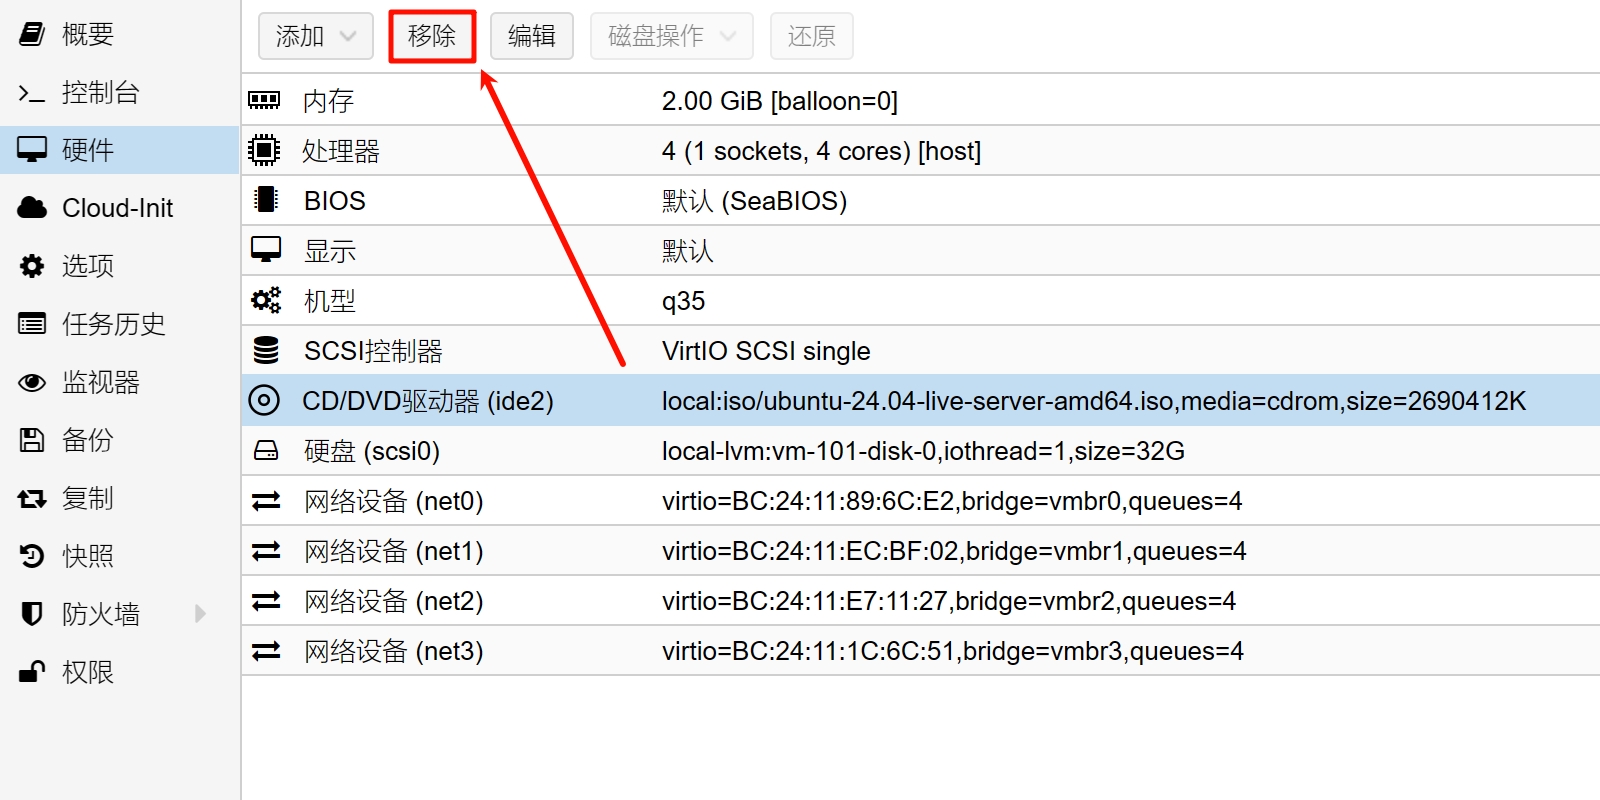 概要
控制台
硬件
Cloud-Init
选项
任务历史
监视器
备份
复制
快照
防火墙
权限
添加 移除 编辑 磁盘操作 还原
内存 2.00 GiB [balloon=0]
处理器 4 (1 sockets, 4 cores) [host]
BIOS 默认 (SeaBIOS)
显示 默认
机型 q35
SCSI控制器 VirtIO SCSI single
CD/DVD驱动器 (ide2) local:iso/ubuntu-24.04-live-server-amd64.iso,media=cdrom,size=2690412K
硬盘 (scsi0) local-lvm:vm-101-disk-0,iothread=1,size=32G
网络设备 (net0) virtio=BC:24:11:89:6C:E2,bridge=vmbr0,queues=4
网络设备 (net1) virtio=BC:24:11:EC:BF:02,bridge=vmbr1,queues=4
网络设备 (net2) virtio=BC:24:11:E7:11:27,bridge=vmbr2,queues=4
网络设备 (net3) virtio=BC:24:11:1C:6C:51,bridge=vmbr3,queues=4